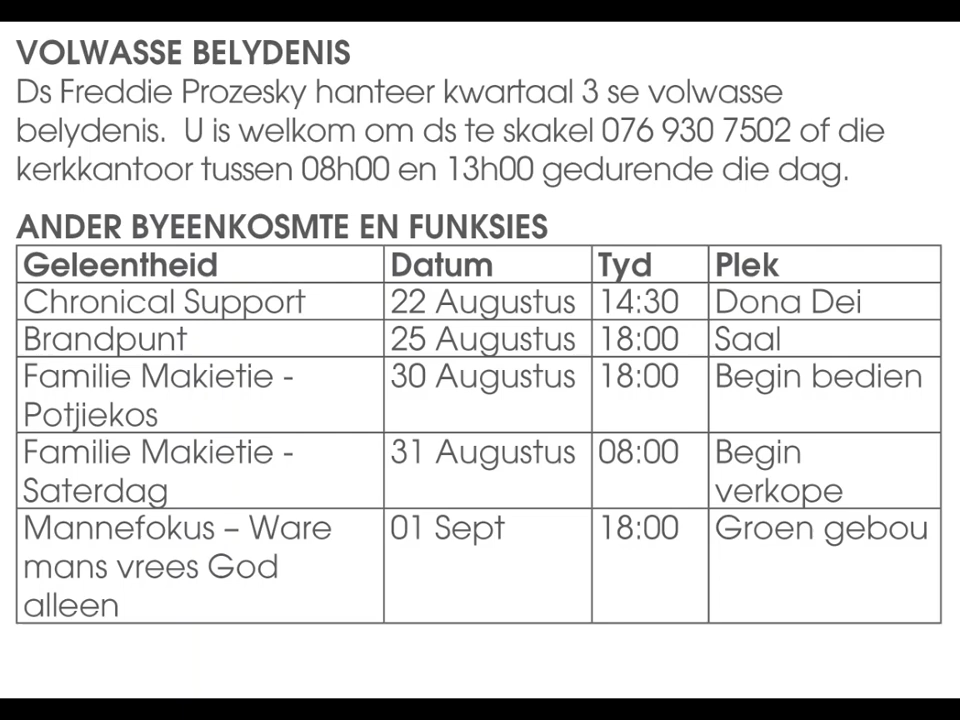 VOLWASSE BELYDENIS
Ds Freddie Prozesky hanteer kwartaal 3 se volwasse
belydenis. U is welkom om ds te skakel 076 930 7502 of die
kerkkantoor tussen 08h00 en 13h00 gedurende die dag.
ANDER BYEENKOSMTE EN FUNKSIES
Geleentheid Datum Tyd Plek
Chronical Support 22 Augustus 14:30 Dona Dei
Brandpunt 25 Augustus 18:00 Saal
Familie Makietie - 30 Augustus 18:00 Begin bedien
Potjiekos
Familie Makietie - 31 Augustus 08:00 Begin
Saterdag verkope
Mannefokus – Ware 01 Sept 18:00 Groen gebou
mans vrees God
alleen